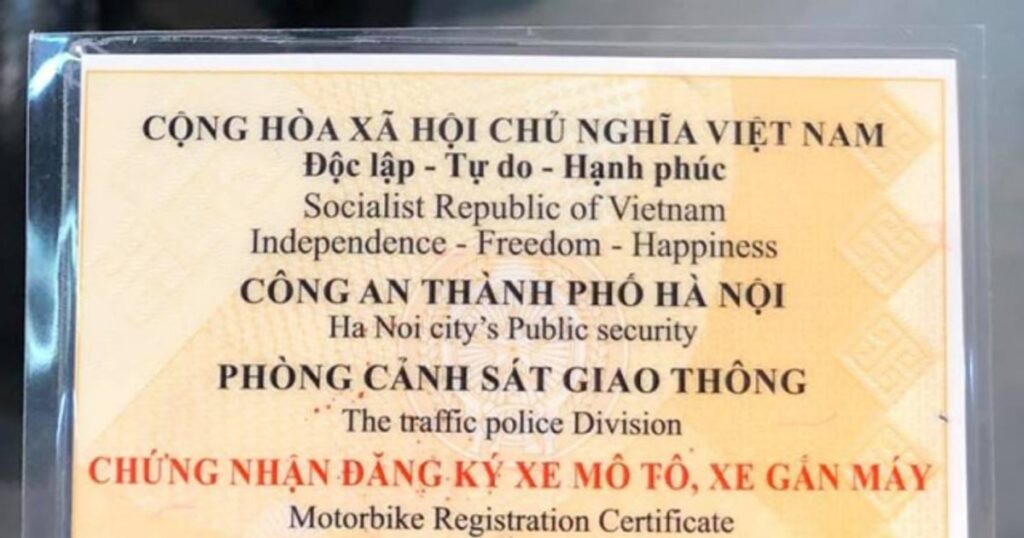 CỘNG HÒA XÃ HỘI CHỦ NGHĨA VIỆT NAM
Độc lập - Tự do - Hạnh phúc
Socialist Republic of Vietnam
Independence - Freedom - Happiness
CÔNG AN THÀNH PHỐ HÀ NỘI
Ha Noi city's Public security
PHÒNG CẢNH SÁT GIAO THÔNG
The traffic police Division
CHỨNG NHẬN ĐĂNG KÝ XE MÔ TÔ, XE GẮN MÁY
Motorbike Registration Certificate